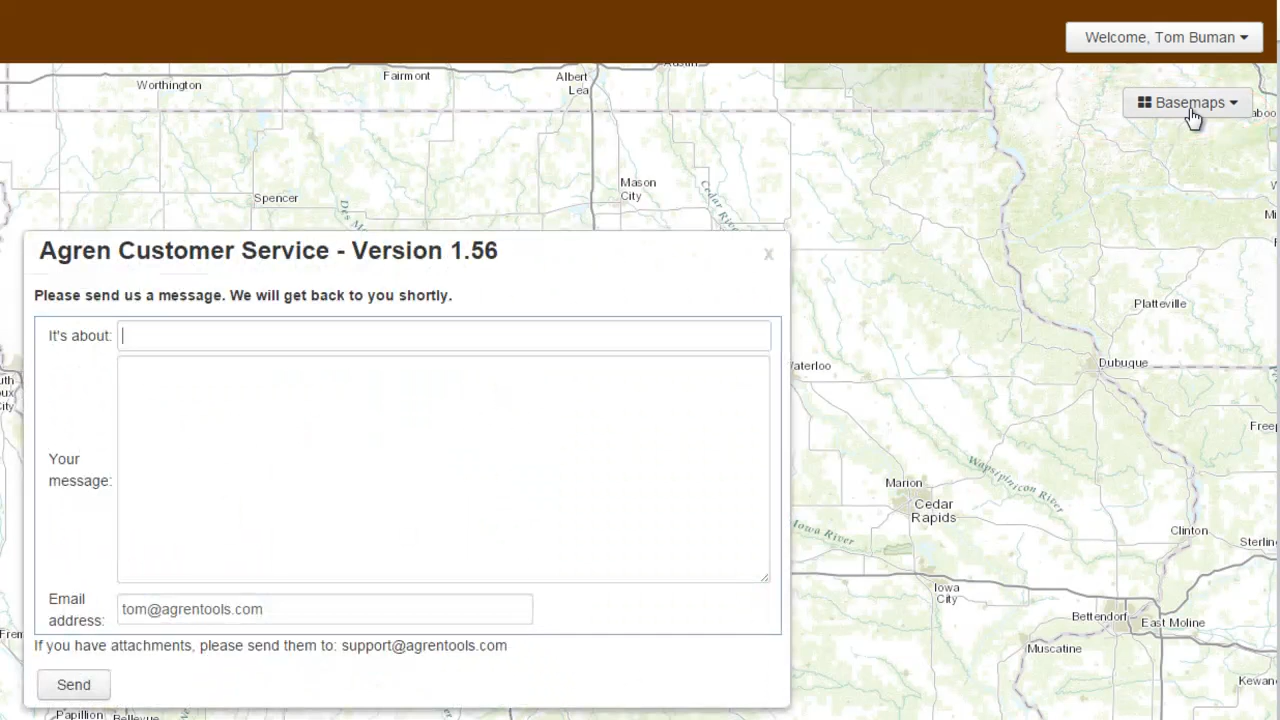 Welcome, Tom Buman
Fairmont
Albert
Lea
Worthington
Basemaps
Spencer
Mason
City
Cedar River
Agren Customer Service - Version 1.56
x
Please send us a message. We will get back to you shortly.
Platteville
It's about:
Dubuque
Your
message:
Marion
Cedar
Rapids
Wapsipinicon River
Iowa River
Clinton
Email
address:
tom@agrentools.com
Iowa
City
Bettendorf
East Moline
Muscatine
If you have attachments, please send them to: support@agrentools.com
Send
Papillion